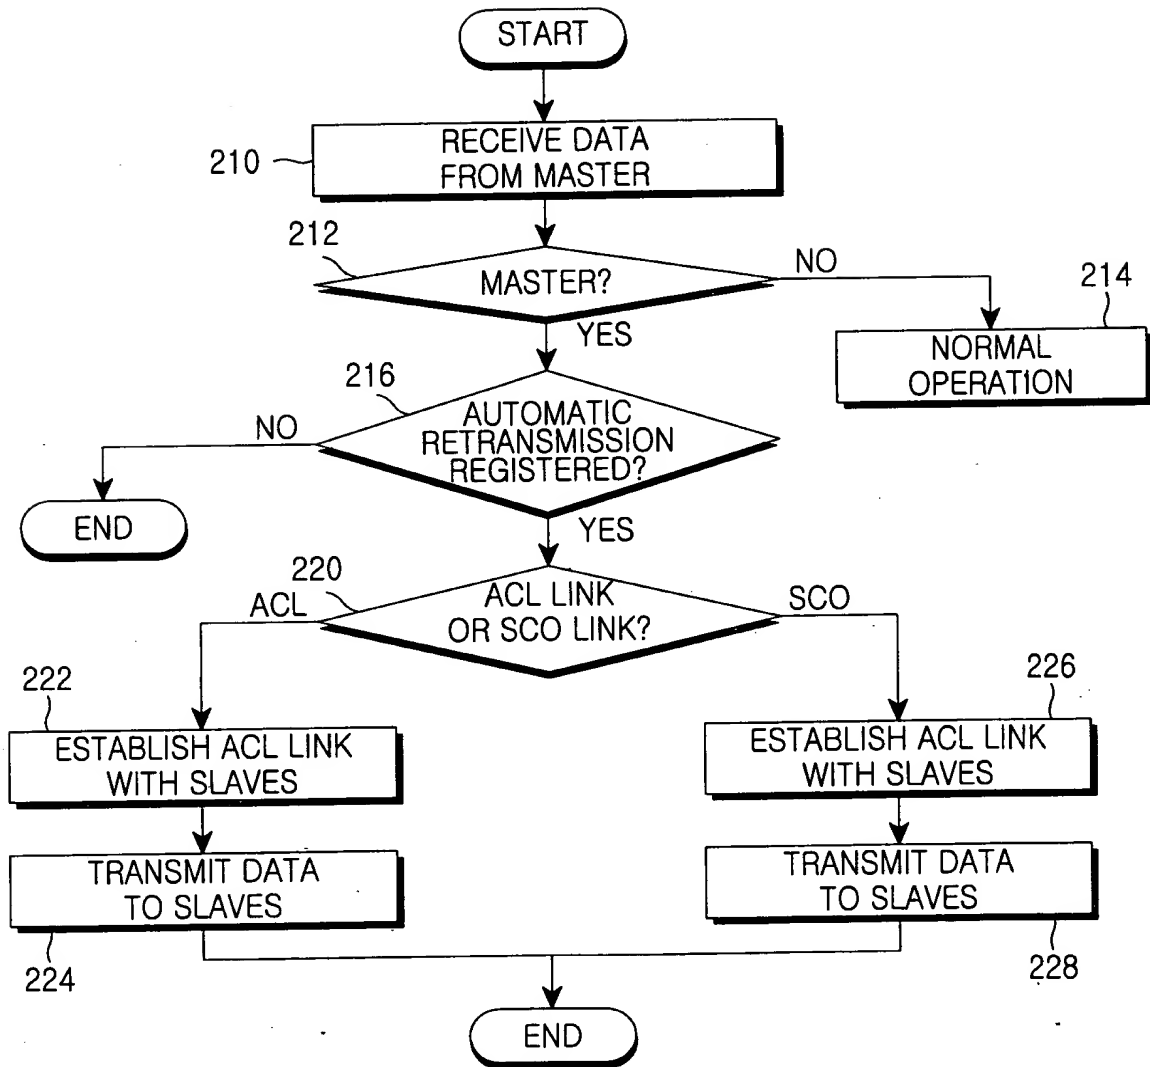 START
RECEIVE DATA
FROM MASTER
210
212
MASTER?
NO
YES
214
NORMAL
OPERATION
216
AUTOMATIC
RETRANSMISSION
REGISTERED?
NO
END
YES
220
ACL LINK
OR SCO LINK?
ACL
SCO
222
ESTABLISH ACL LINK
WITH SLAVES
226
ESTABLISH ACL LINK
WITH SLAVES
TRANSMIT DATA
TO SLAVES
224
TRANSMIT DATA
TO SLAVES
228
END